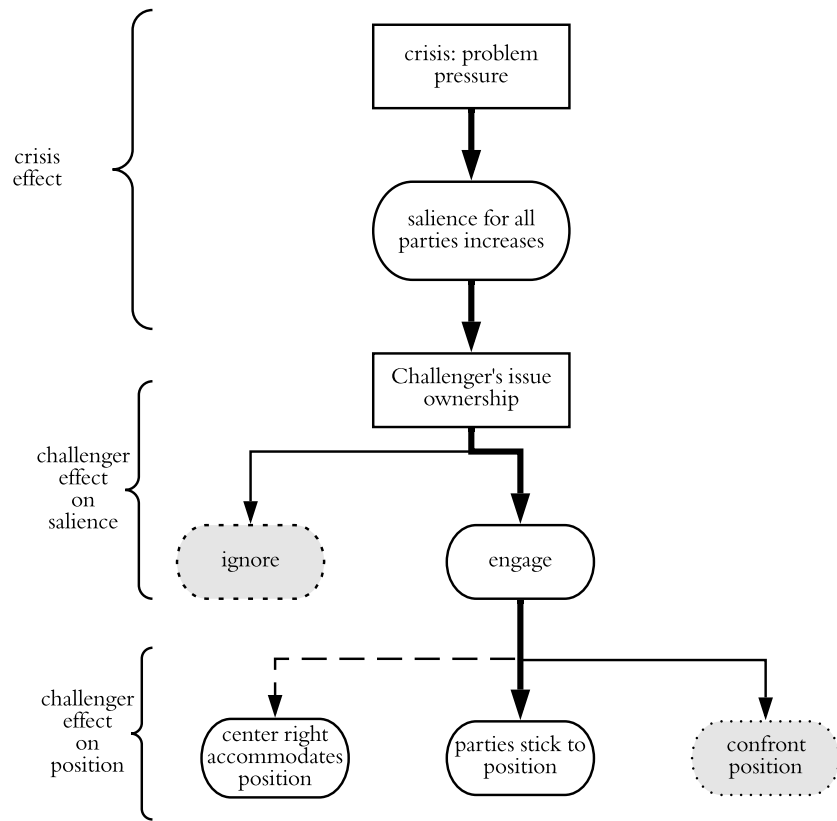 crisis: problem
pressure
crisis
effect
salience for all
parties increases
Challenger's issue
ownership
challenger
effect
on
salience
ignore
engage
challenger
effect
on
position
center right
accommodates
position
parties stick to
position
confront
position